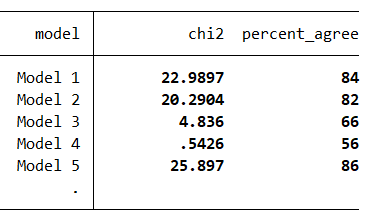 model chi2 percent_agree
Model 1 22.9897 84
Model 2 20.2904 82
Model 3 4.836 66
Model 4 .5426 56
Model 5 25.897 86
.